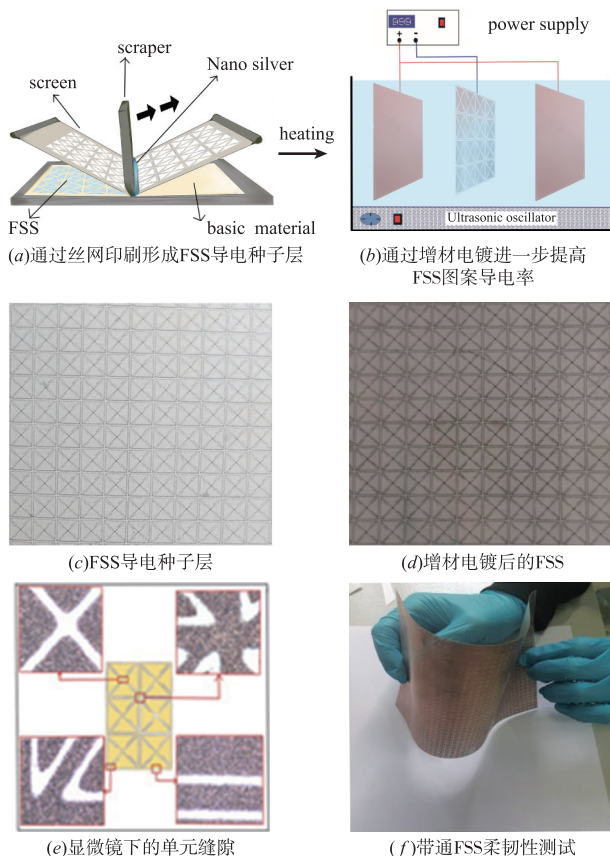 scraper
Nano silver
screen
heating
FSS
basic material
(a)通过丝网印刷形成FSS导电种子层
power supply
+ -
Ultrasonic oscillator
(b)通过增材电镀进一步提高
FSS图案导电率
(c)FSS导电种子层
(d)增材电镀后的FSS
(e)显微镜下的单元缝隙
(f)带通FSS柔韧性测试